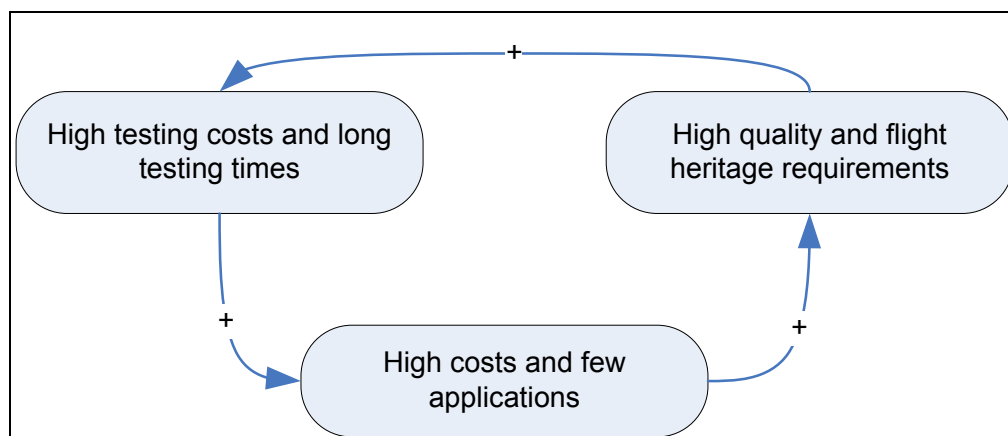 +
High testing costs and long
testing times
High quality and flight
heritage requirements
+
+
High costs and few
applications